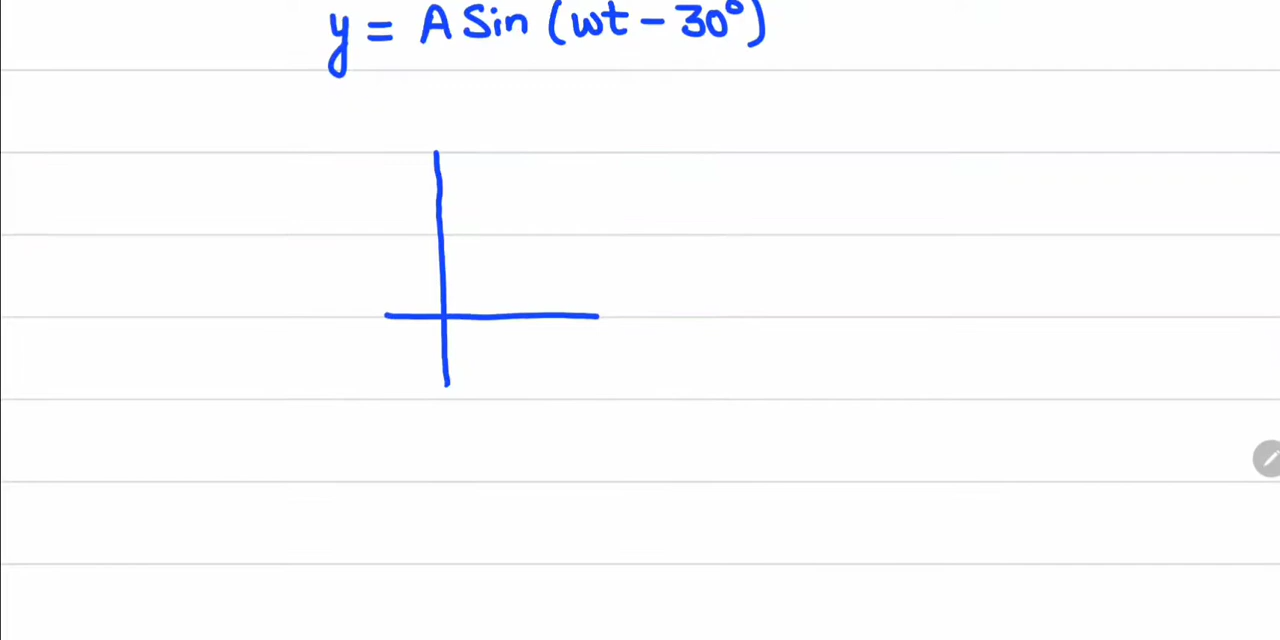 y = A Sin (wt - 30°)